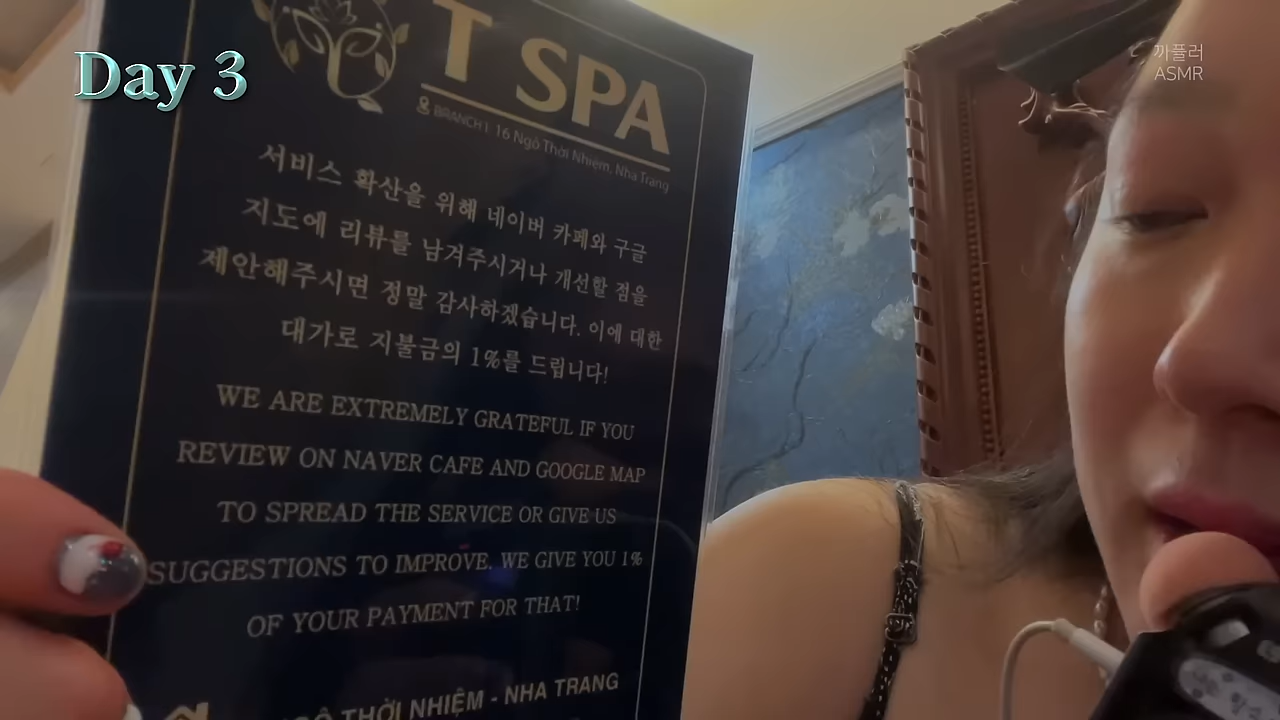 Day 3
까플러
ASMR
T SPA
BRANCH I 16 Ngô Thời Nhiệm, Nha Trang
서비스 확산을 위해 네이버 카페와 구글
지도에 리뷰를 남겨주시거나 개선할 점을
제안해주시면 정말 감사하겠습니다. 이에 대한
대가로 지불금의 1%를 드립니다!
WE ARE EXTREMELY GRATEFUL IF YOU
REVIEW ON NAVER CAFE AND GOOGLE MAP
TO SPREAD THE SERVICE OR GIVE US
SUGGESTIONS TO IMPROVE. WE GIVE YOU 1%
OF YOUR PAYMENT FOR THAT!
NGÔ THỜI NHIỆM - NHA TRANG